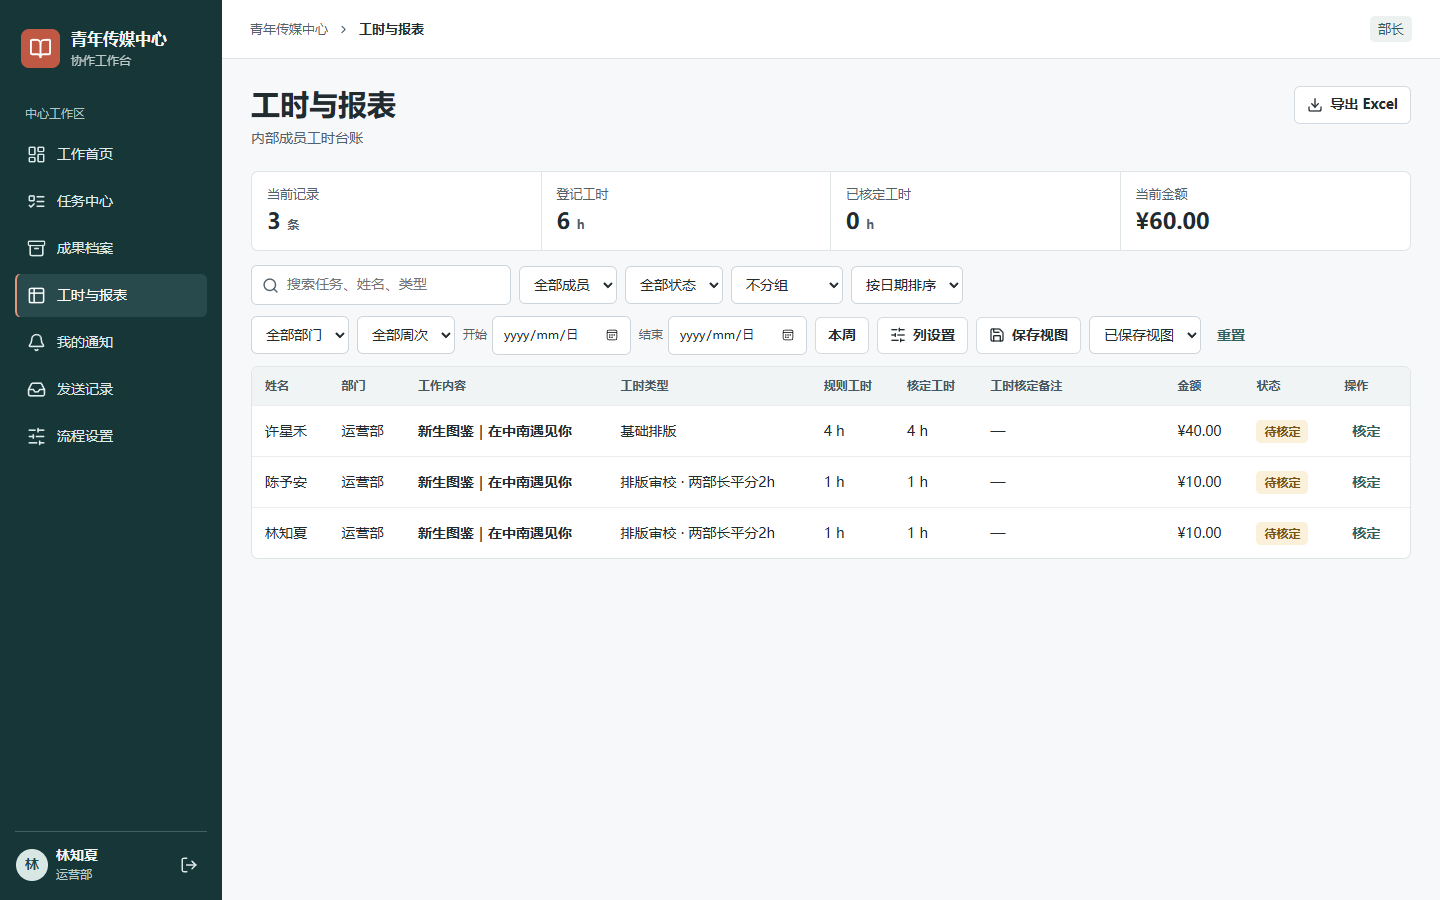 青年传媒中心
协作工作台
中心工作区
工作首页
任务中心
成果档案
工时与报表
我的通知
发送记录
流程设置
林
林知夏
运营部
青年传媒中心 › 工时与报表
部长
工时与报表
内部成员工时台账
导出 Excel
当前记录 登记工时 已核定工时 当前金额
3 条 6 h 0 h ¥60.00
搜索任务、姓名、类型 全部成员 全部状态 不分组 按日期排序
全部部门 全部周次 开始 yyyy/mm/日 结束 yyyy/mm/日 本周 列设置 保存视图 已保存视图 重置
姓名 部门 工作内容 工时类型 规则工时 核定工时 工时核定备注 金额 状态 操作
许星禾 运营部 新生图鉴｜在中南遇见你 基础排版 4 h 4 h — ¥40.00 待核定 核定
陈予安 运营部 新生图鉴｜在中南遇见你 排版审校 · 两部长平分2h 1 h 1 h — ¥10.00 待核定 核定
林知夏 运营部 新生图鉴｜在中南遇见你 排版审校 · 两部长平分2h 1 h 1 h — ¥10.00 待核定 核定